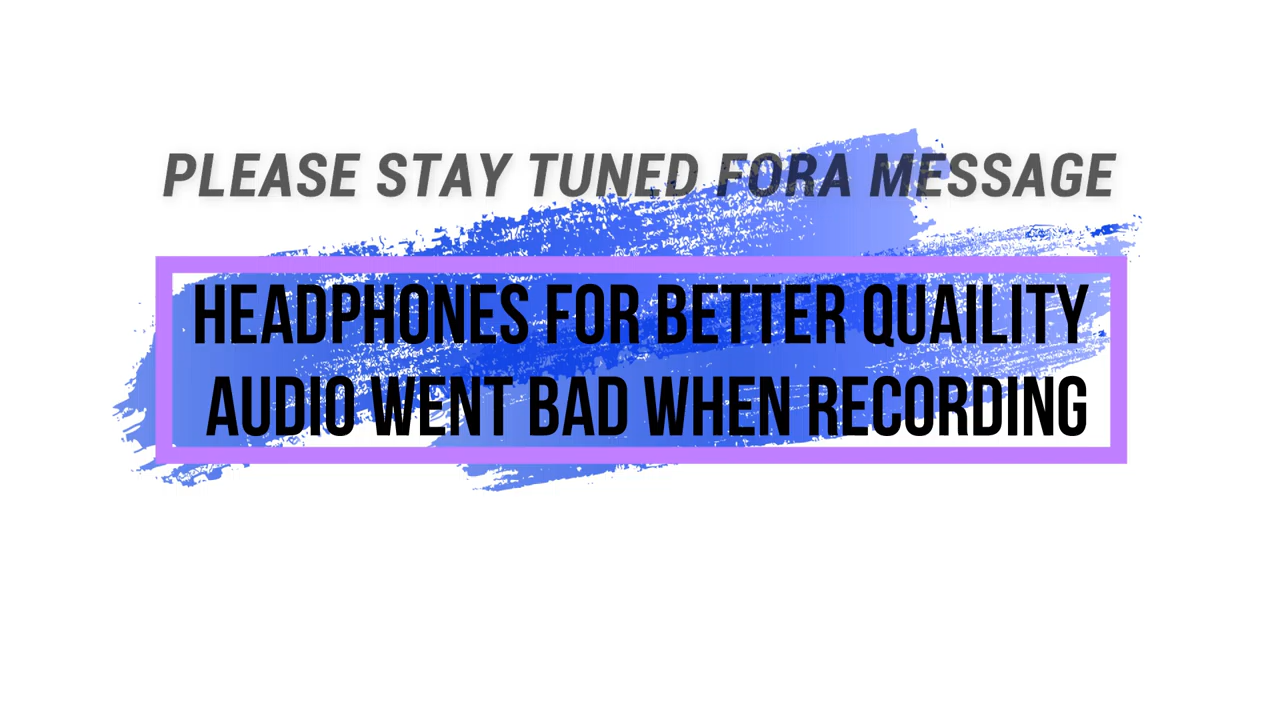 PLEASE STAY TUNED FORA MESSAGE
HEADPHONES FOR BETTER QUAILITY
AUDIO WENT BAD WHEN RECORDING